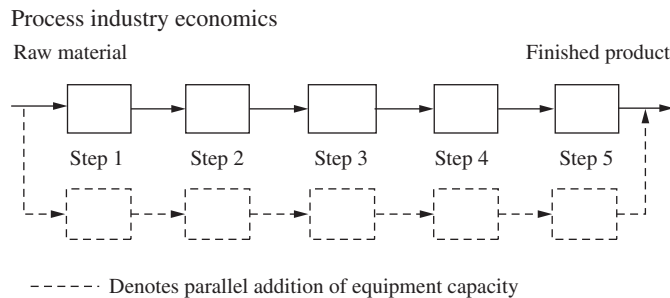 Process industry economics
Raw material
Finished product
Step 1
Step 2
Step 3
Step 4
Step 5
Denotes parallel addition of equipment capacity